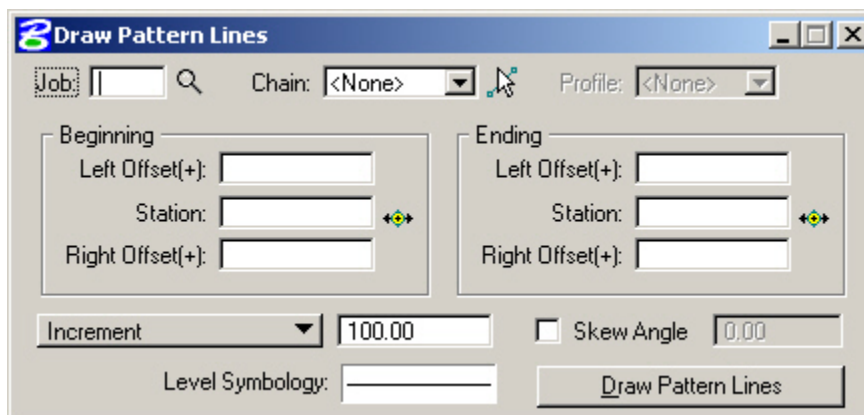 Draw Pattern Lines
Job: Chain: <None> Profile: <None>
Beginning
Left Offset(+):
Station:
Right Offset(+):
Ending
Left Offset(+):
Station:
Right Offset(+):
Increment 100.00 Skew Angle 0.00
Level Symbology: Draw Pattern Lines